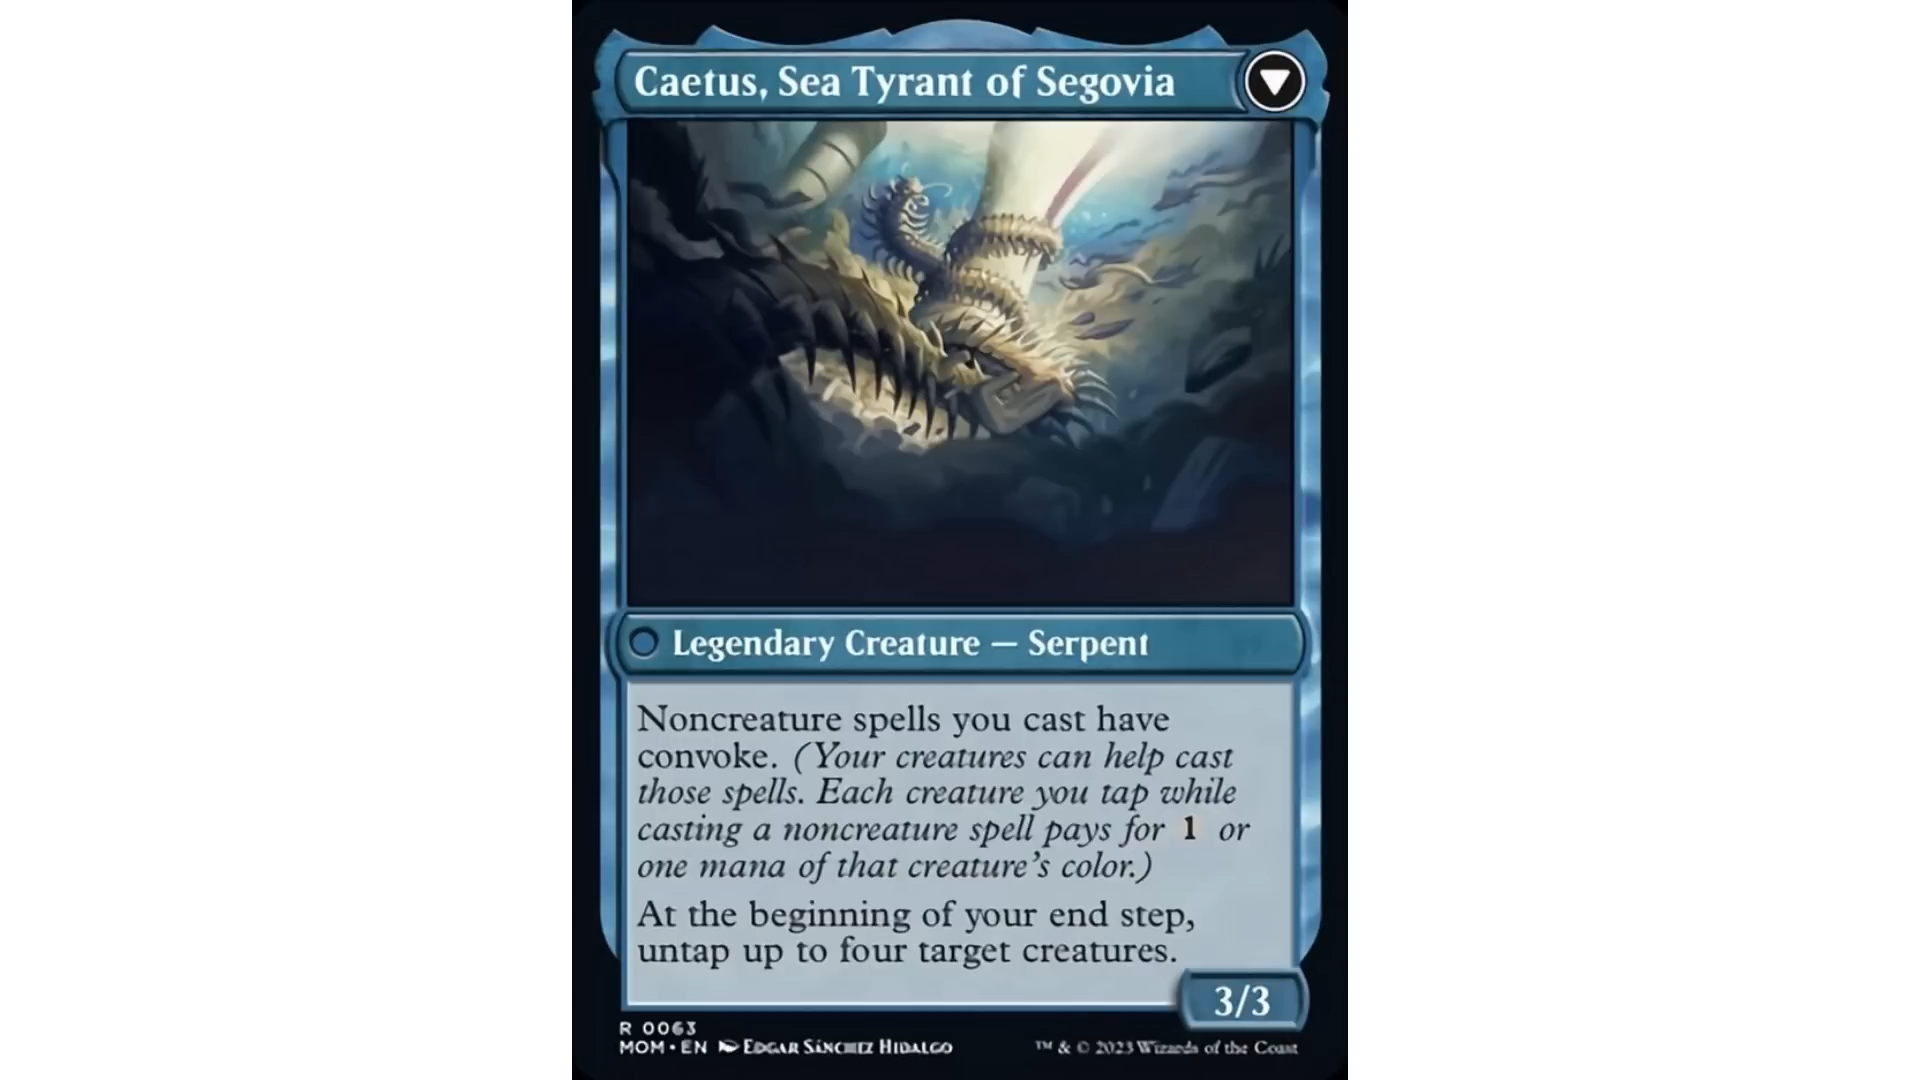 Caetus, Sea Tyrant of Segovia
Legendary Creature — Serpent
Noncreature spells you cast have
convoke. (Your creatures can help cast
those spells. Each creature you tap while
casting a noncreature spell pays for 1 or
one mana of that creature's color.)
At the beginning of your end step,
untap up to four target creatures.
3/3
R 0063
MOM • EN EDGAR SÁNCHEZ HIDALGO
™ & © 2023 Wizards of the Coast